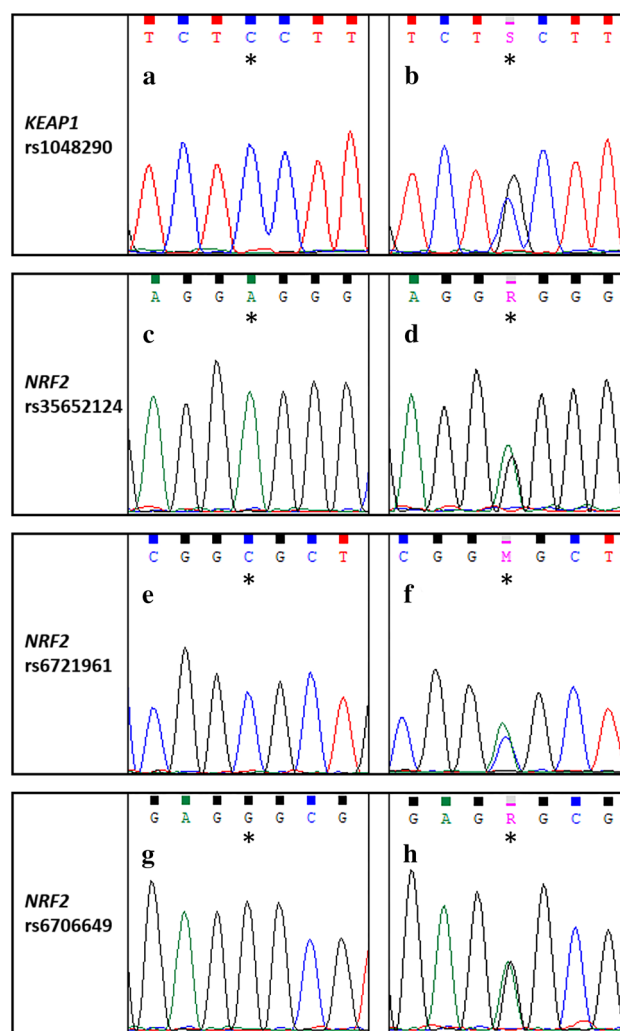 T C T C C T T
*
a
T C T S C T T
*
b
KEAP1
rs1048290
A G G A G G G
*
c
A G G R G G G
*
d
NRF2
rs35652124
C G G C G C T
*
e
C G G M G C T
*
f
NRF2
rs6721961
G A G G G C G
*
g
G A G R G C G
*
h
NRF2
rs6706649